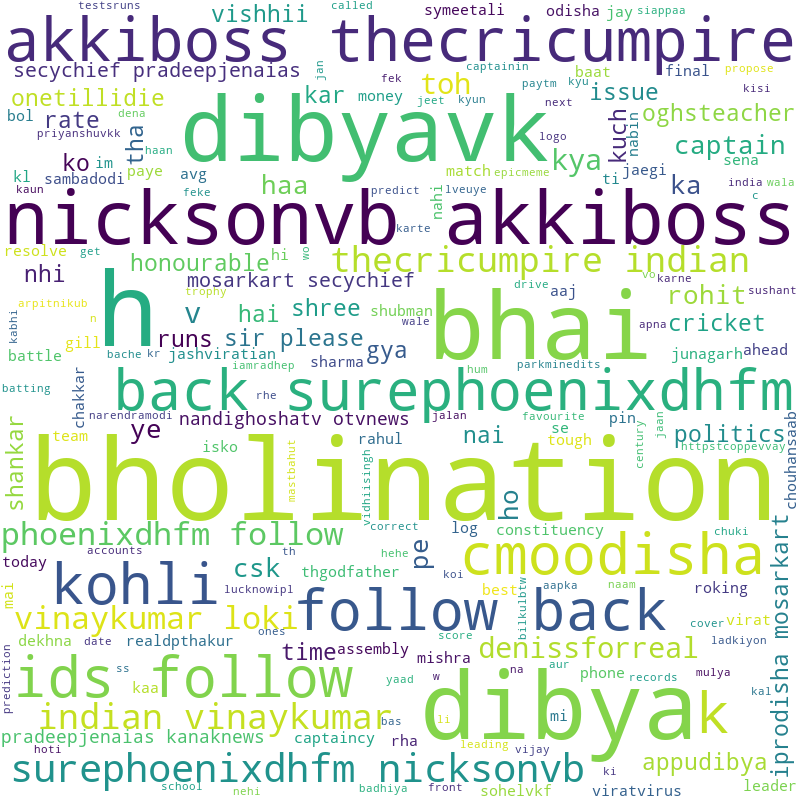 testsruns called
vishhii symeetali odisha jay siappaa
akkiboss thecricumpire
secychief pradeepjenaias jan fek captainin baat final propose
onetillidie kar money toh paytm kyu issue kisi
bol rate dena tha dibyavk jeet kyun next kuch nabin oghsteacher
priyanshuvkk haan logo captain
ko im avg haa match epicmeme kya jaegi sena
kl sambadodi paye predict lveuye ti ka india wala
kaun feke nahi c
nicksonvb akkiboss
karte
resolve get honourable hi wo thecricumpire indian vo karne
nhi mosarkart secychief drive aaj rohit sushant
arpitnikub trophy h v hai shree shubman bhai apna
kabhi n runs sir please wale cricket
gill bache kr jashviratian gya hum junagarh ahead
battle iamradhep sharma parkminedits
batting chakkar back surephoenixdhfm
narendramodi rhe jalan favourite pin
shankar team ye nandighoshatv otvnews nai se century jaan politics chouhansaab
isko rahul tough httpstcoppevvay
bholination
mastbahut vidhiisingh
phoenixdhfm follow correct log ho constituency chuki
today accounts csk th hehe pe cmoodisha iprodisha mosarkart
mai kohli lucknowipl thgodfather koi best aapka naam roking
vinaykumar loki ones follow back bilkulbtw cover virat
dekhna date realdpthakur time assembly score denissforreal ladkiyon
prediction ss mishra na aur phone records mulya
ids follow kaa yaad w dibya k kal
indian vinaykumar bas li mi
pradeepjenaias kanaknews captaincy rha leading vijay appudibya
hoti surephoenixdhfm nicksonvb ki leader
school nehi badhiya front sohelvkf viratvirus